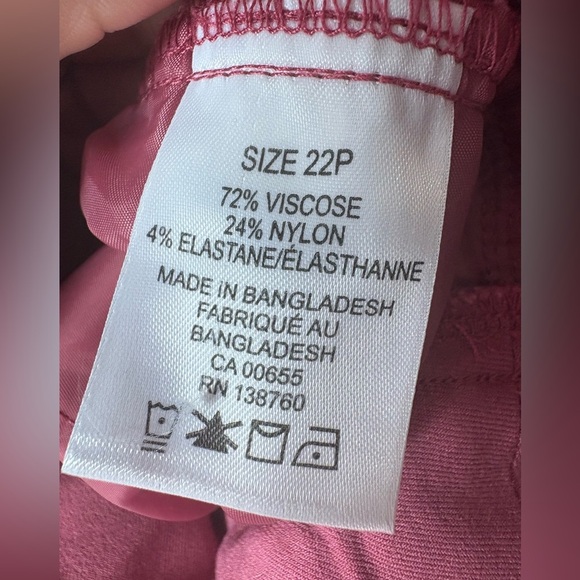 SIZE 22P
72% VISCOSE
24% NYLON
4% ELASTANE/ÉLASTHANNE
MADE IN BANGLADESH
FABRIQUÉ AU
BANGLADESH
CA 00655
RN 138760